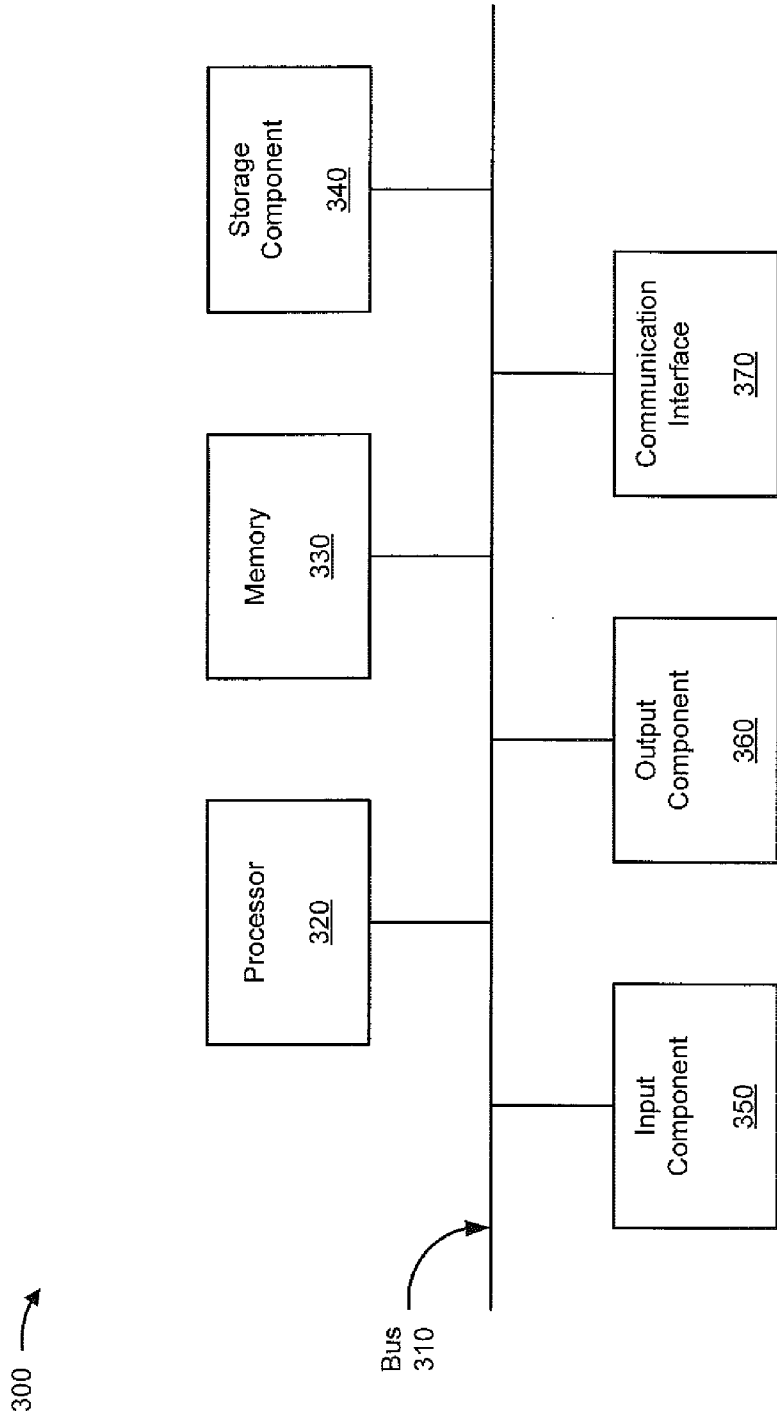 300
Bus
310
Processor
320
Memory
330
Storage
Component
340
Input
Component
350
Output
Component
360
Communication
Interface
370